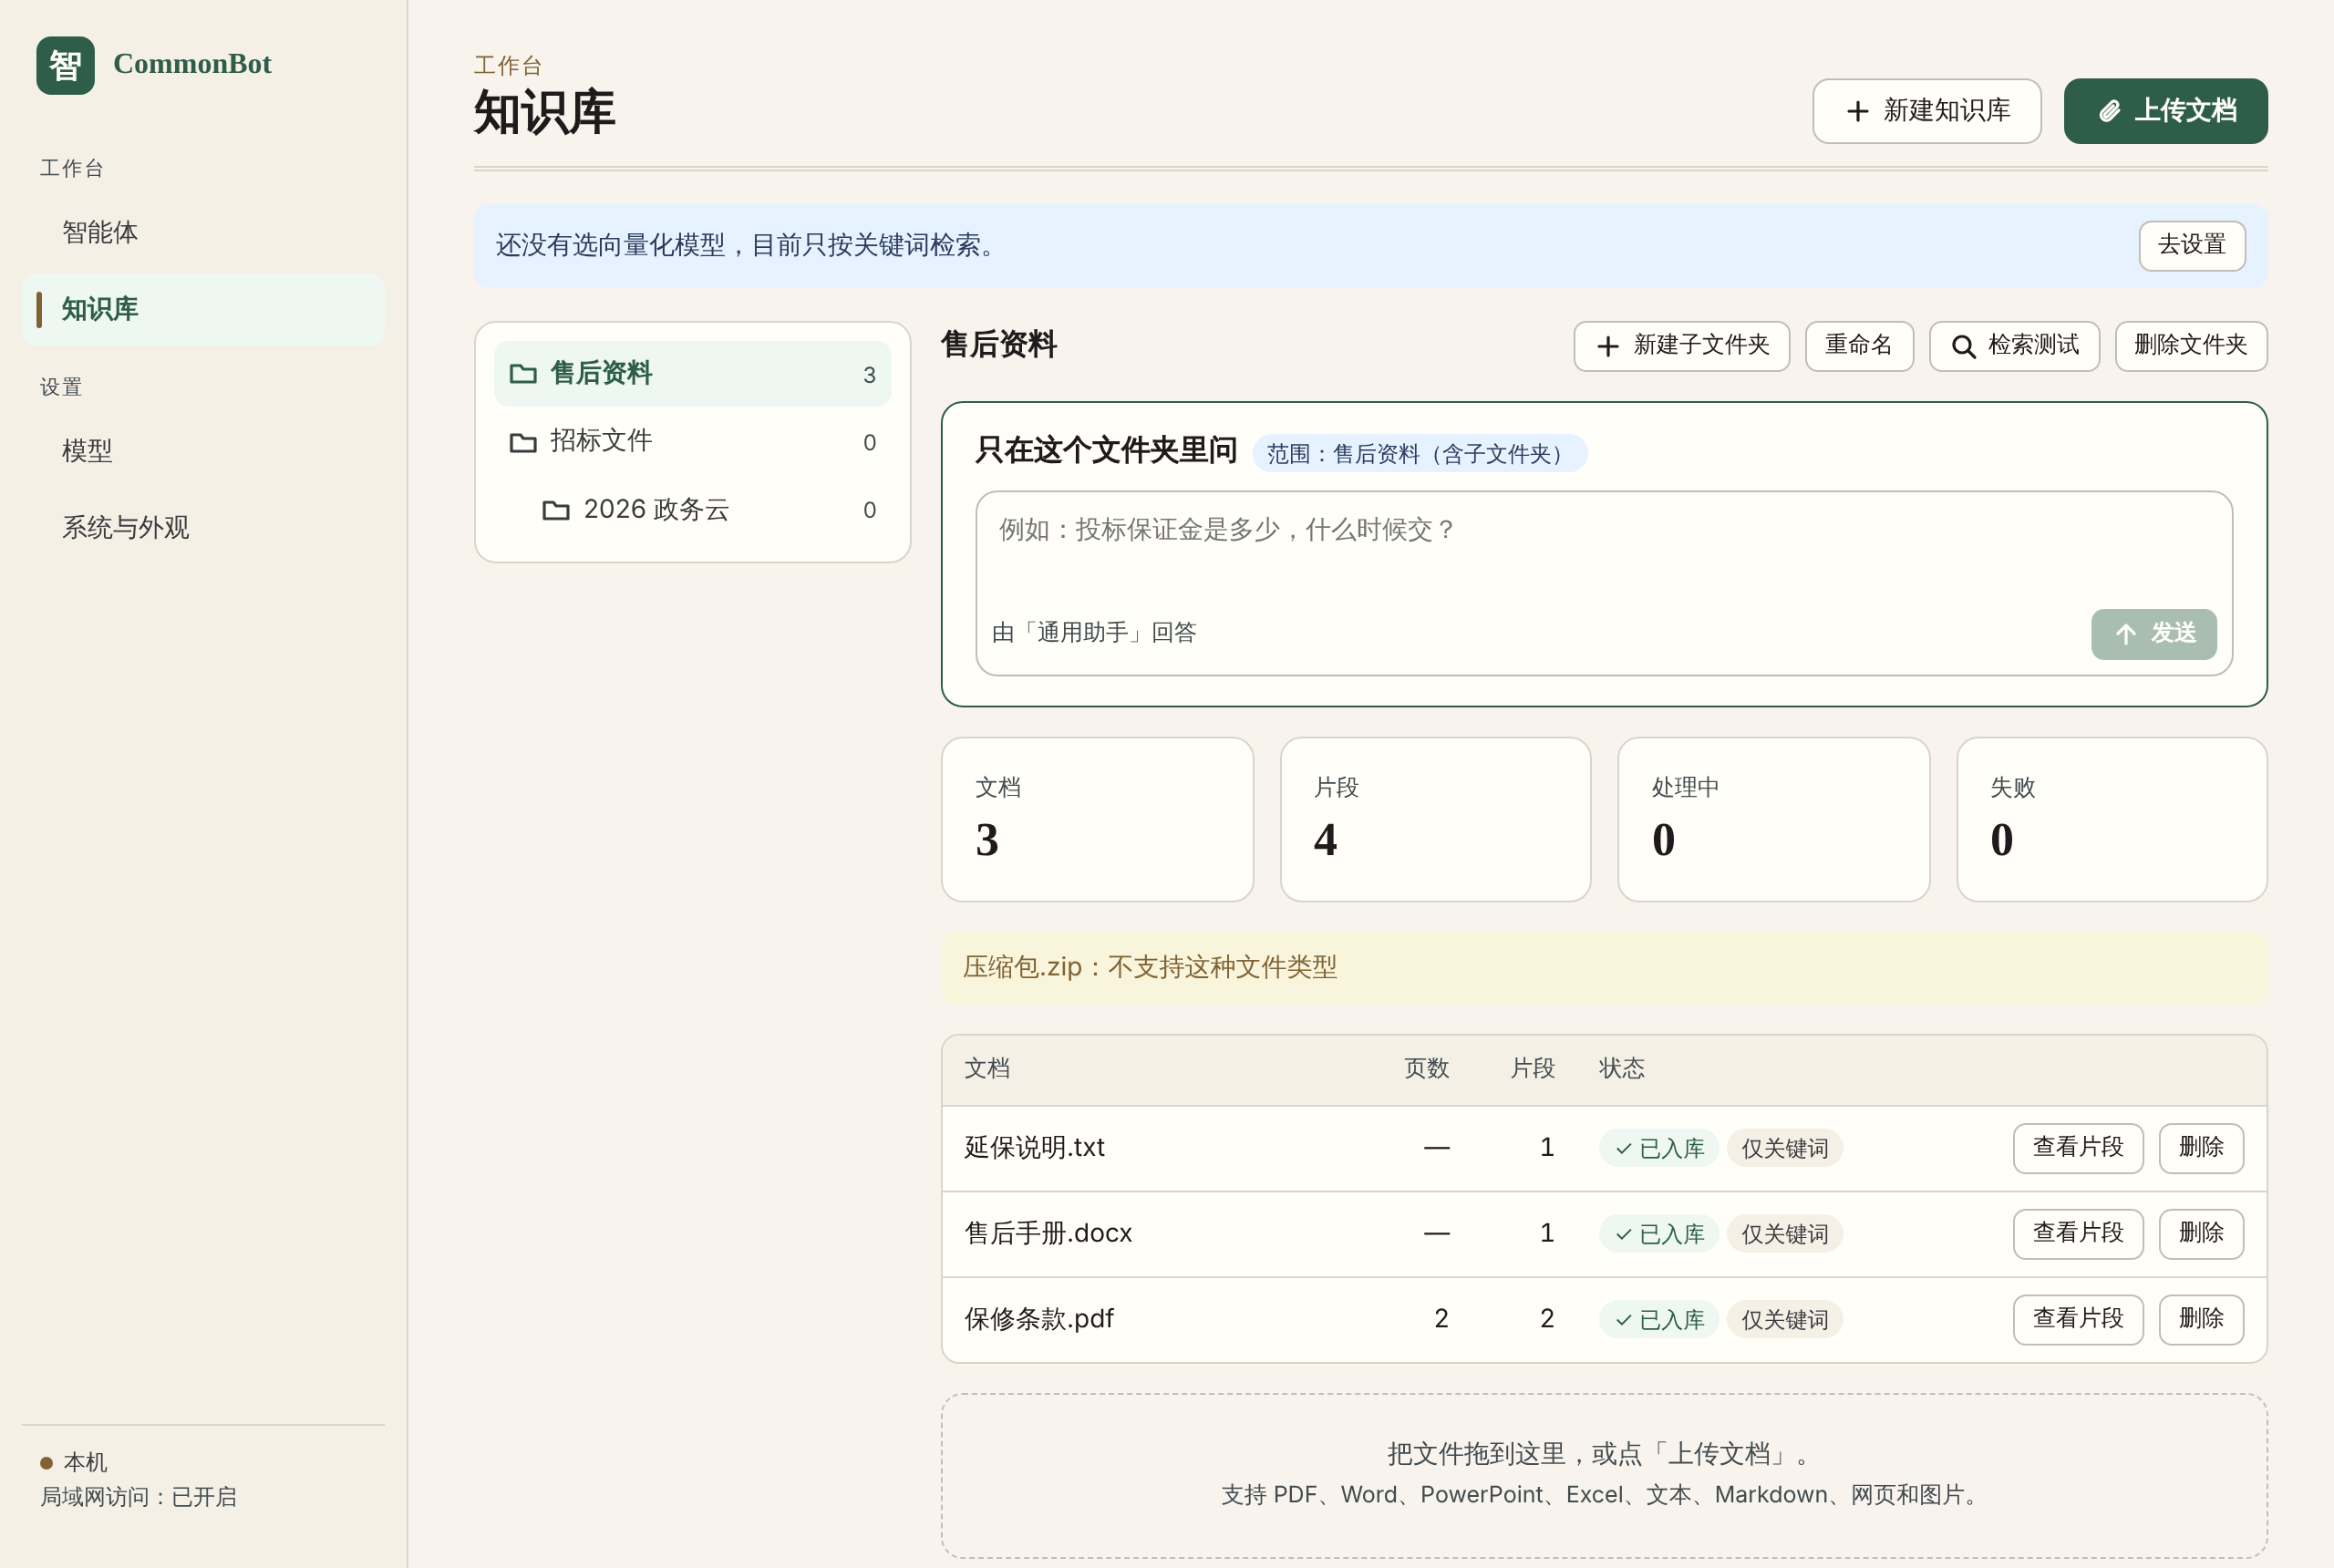 智 CommonBot
工作台
智能体
知识库
设置
模型
系统与外观
本机
局域网访问：已开启
工作台
知识库
新建知识库
上传文档
还没有选向量化模型，目前只按关键词检索。
去设置
售后资料 3
招标文件 0
2026 政务云 0
售后资料
新建子文件夹
重命名
检索测试
删除文件夹
只在这个文件夹里问 范围：售后资料（含子文件夹）
例如：投标保证金是多少，什么时候交？
由「通用助手」回答
发送
文档 片段 处理中 失败
3 4 0 0
压缩包.zip：不支持这种文件类型
文档 页数 片段 状态
延保说明.txt — 1 已入库 仅关键词 查看片段 删除
售后手册.docx — 1 已入库 仅关键词 查看片段 删除
保修条款.pdf 2 2 已入库 仅关键词 查看片段 删除
把文件拖到这里，或点「上传文档」。
支持 PDF、Word、PowerPoint、Excel、文本、Markdown、网页和图片。